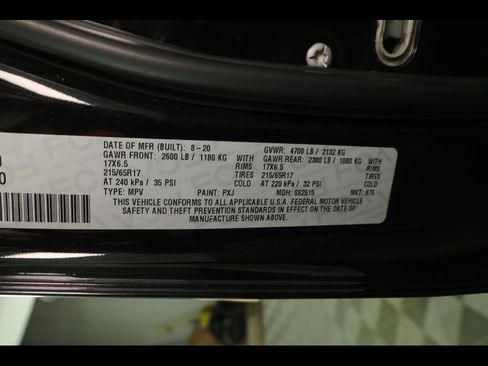 DATE OF MFR (BUILT): 8-20 GVWR: 4700 LB / 2132 KG
GAWR FRONT: 2600 LB / 1180 KG WITH GAWR REAR: 2380 LB / 1080 KG WITH
17X6.5 RIMS 17X6.5 RIMS
215/65R17 TIRES 215/65R17 TIRES
AT 240 kPa / 35 PSI COLD AT 220 kPa / 32 PSI COLD
TYPE: MPV PAINT: PXJ MDH: 082515 MKT: 875
THIS VEHICLE CONFORMS TO ALL APPLICABLE U.S.A. FEDERAL MOTOR VEHICLE
SAFETY AND THEFT PREVENTION STANDARDS IN EFFECT ON THE DATE OF
MANUFACTURE SHOWN ABOVE.